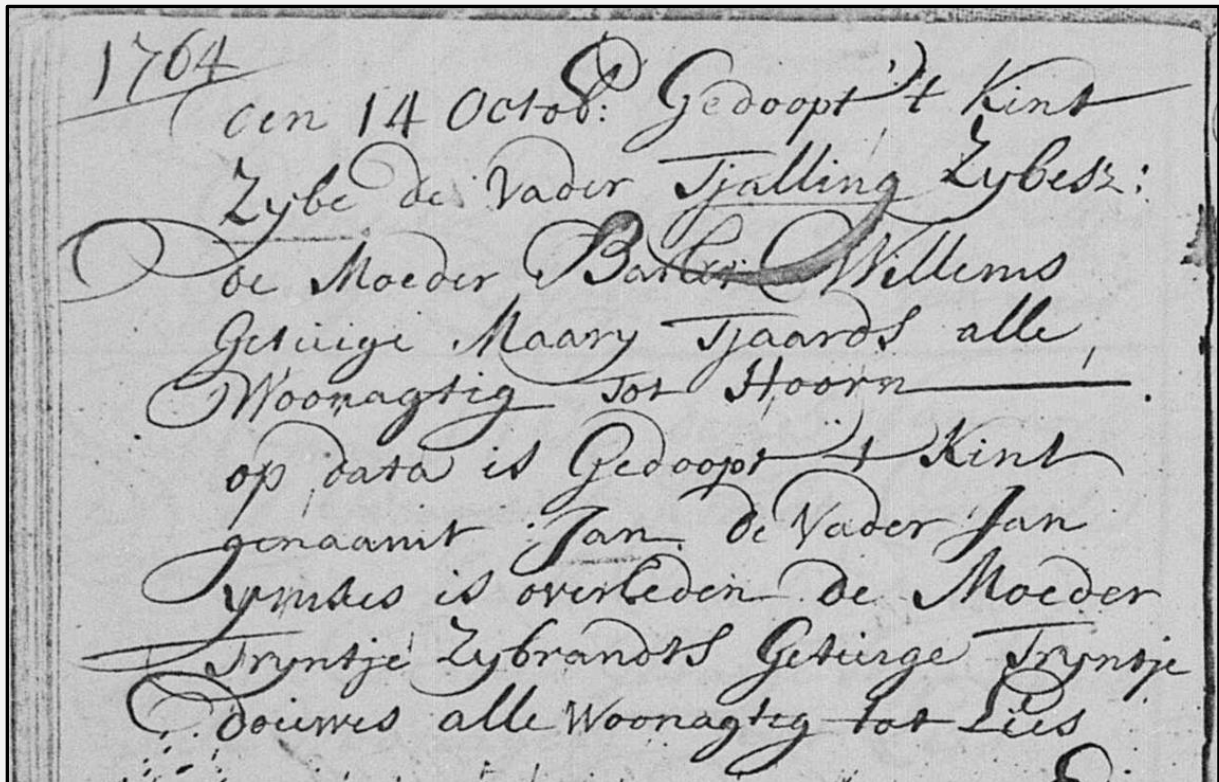 1764
den 14 Octob: Gedoopt 't Kint
Zybe de Vader Tjalling Zybesz:
de Moeder Willems
Getuige Maary Tjaards alle,
Woonagtig Tot Hoorn
op data is Gedoopt 't Kint
genaamt Jan de Vader Jan
is overleden de Moeder
Tryntje Zybrandts Getuige Tryntje
douwes alle Woonagtig tot Lies